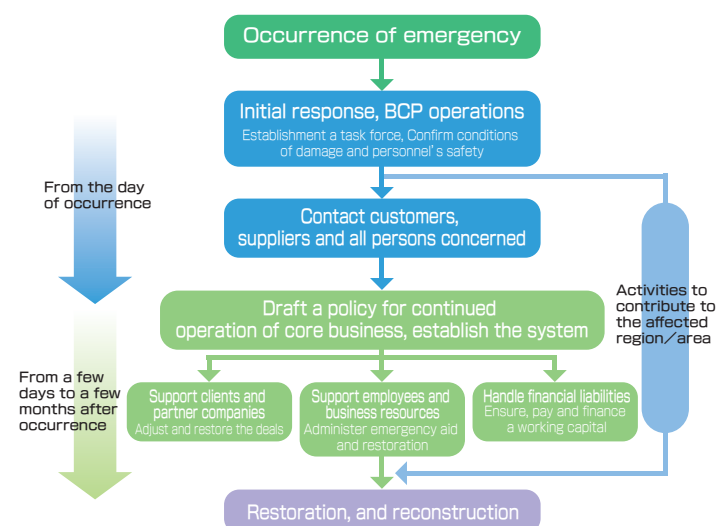 Occurrence of emergency
Initial response, BCP operations
Establishment a task force, Confirm conditions
of damage and personnel's safety
From the day
of occurrence
Contact customers,
suppliers and all persons concerned
Activities to
contribute to
the affected
region／area
Draft a policy for continued
operation of core business, establish the system
From a few
days to a few
months after
occurrence
Support clients and
partner companies
Adjust and restore the deals
Support employees and
business resources
Administer emergency aid
and restoration
Handle financial liabilities
Ensure, pay and finance
a working capital
Restoration, and reconstruction